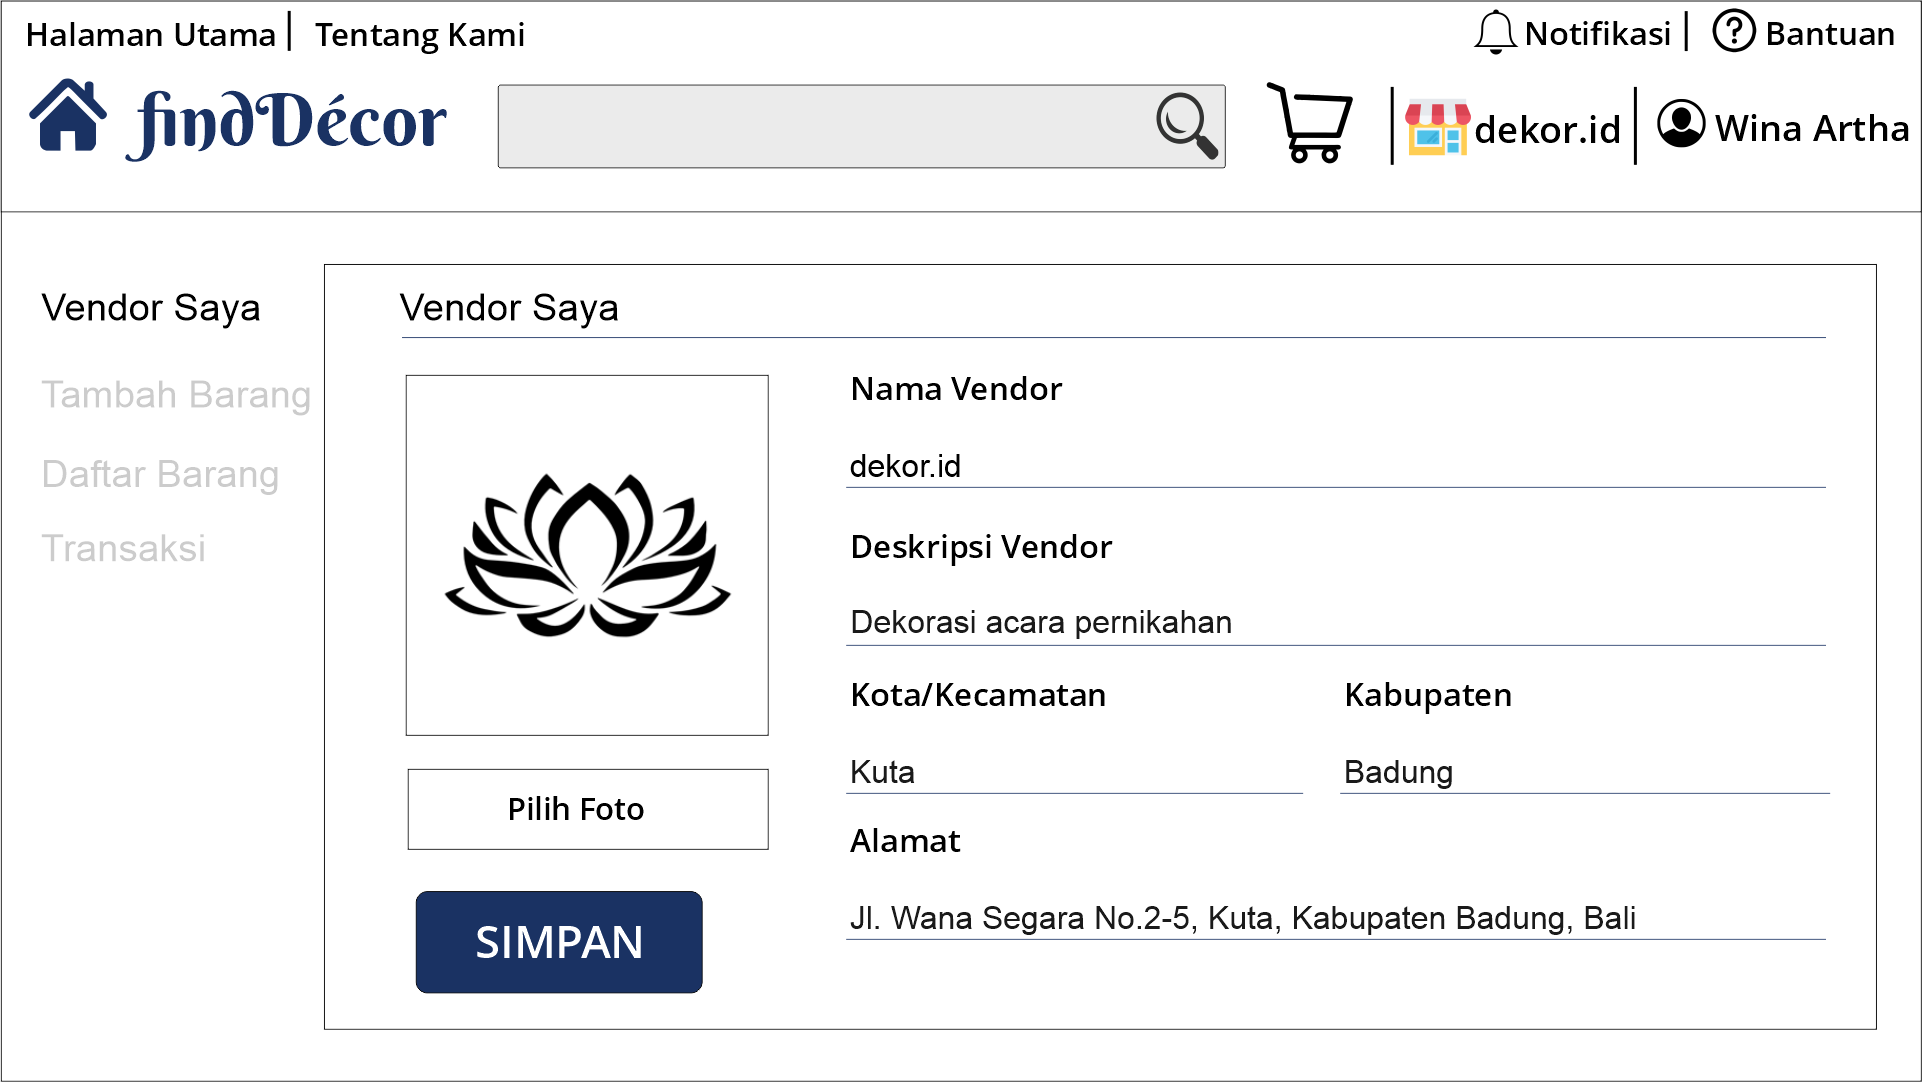 Halaman Utama | Tentang Kami
Notifikasi | Bantuan
findDécor
dekor.id
Wina Artha
Vendor Saya
Tambah Barang
Daftar Barang
Transaksi
Vendor Saya
Pilih Foto
SIMPAN
Nama Vendor
dekor.id
Deskripsi Vendor
Dekorasi acara pernikahan
Kota/Kecamatan
Kuta
Kabupaten
Badung
Alamat
Jl. Wana Segara No.2-5, Kuta, Kabupaten Badung, Bali